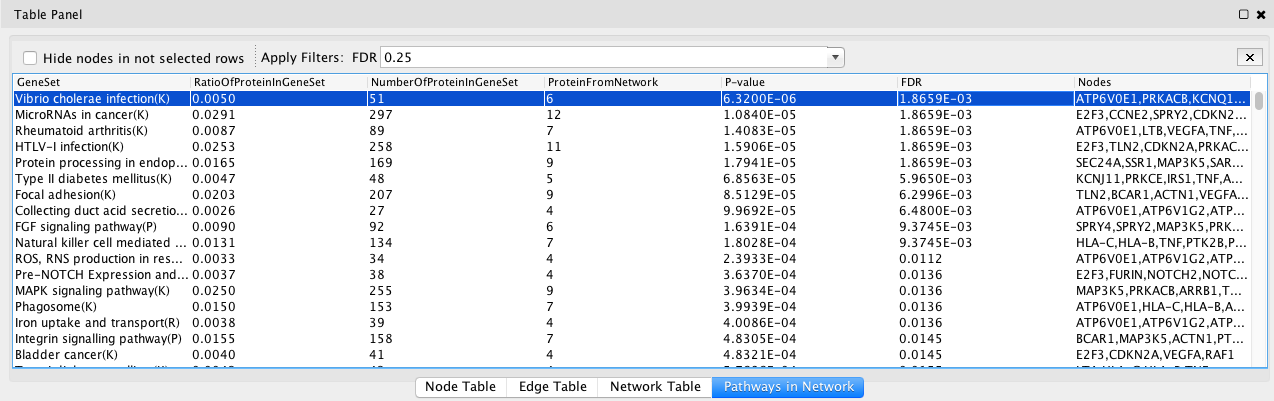 Table Panel
Hide nodes in not selected rows Apply Filters: FDR 0.25
GeneSet RatioOfProteinInGeneSet NumberOfProteinInGeneSet ProteinFromNetwork P-value FDR Nodes
Vibrio cholerae infection(K) 0.0050 51 6 6.3200E-06 1.8659E-03 ATP6V0E1,PRKACB,KCNQ1...
MicroRNAs in cancer(K) 0.0291 297 12 1.0840E-05 1.8659E-03 E2F3,CCNE2,SPRY2,CDKN2...
Rheumatoid arthritis(K) 0.0087 89 7 1.4083E-05 1.8659E-03 ATP6V0E1,LTB,VEGFA,TNF,...
HTLV-I infection(K) 0.0253 258 11 1.5906E-05 1.8659E-03 E2F3,TLN2,CDKN2A,PRKAC...
Protein processing in endop... 0.0165 169 9 1.7941E-05 1.8659E-03 SEC24A,SSR1,MAP3K5,SAR...
Type II diabetes mellitus(K) 0.0047 48 5 6.8563E-05 5.9650E-03 KCNJ11,PRKCE,IRS1,TNF,A...
Focal adhesion(K) 0.0203 207 9 8.5129E-05 6.2996E-03 TLN2,BCAR1,ACTN1,VEGFA...
Collecting duct acid secretio... 0.0026 27 4 9.9692E-05 6.4800E-03 ATP6V0E1,ATP6V1G2,ATP...
FGF signaling pathway(P) 0.0090 92 6 1.6391E-04 9.3745E-03 SPRY4,SPRY2,MAP3K5,PRK...
Natural killer cell mediated ... 0.0131 134 7 1.8028E-04 9.3745E-03 HLA-C,HLA-B,TNF,PTK2B,P...
ROS, RNS production in res... 0.0033 34 4 2.3933E-04 0.0112 ATP6V0E1,ATP6V1G2,ATP...
Pre-NOTCH Expression and... 0.0037 38 4 3.6370E-04 0.0136 E2F3,FURIN,NOTCH2,NOTC...
MAPK signaling pathway(K) 0.0250 255 9 3.9634E-04 0.0136 MAP3K5,PRKACB,ARRB1,T...
Phagosome(K) 0.0150 153 7 3.9939E-04 0.0136 ATP6V0E1,HLA-C,HLA-B,A...
Iron uptake and transport(R) 0.0038 39 4 4.0086E-04 0.0136 ATP6V0E1,ATP6V1G2,ATP...
Integrin signalling pathway(P) 0.0155 158 7 4.8305E-04 0.0145 BCAR1,MAP3K5,ACTN1,PT...
Bladder cancer(K) 0.0040 41 4 4.8321E-04 0.0145 E2F3,CDKN2A,VEGFA,RAF1
Node Table Edge Table Network Table Pathways in Network